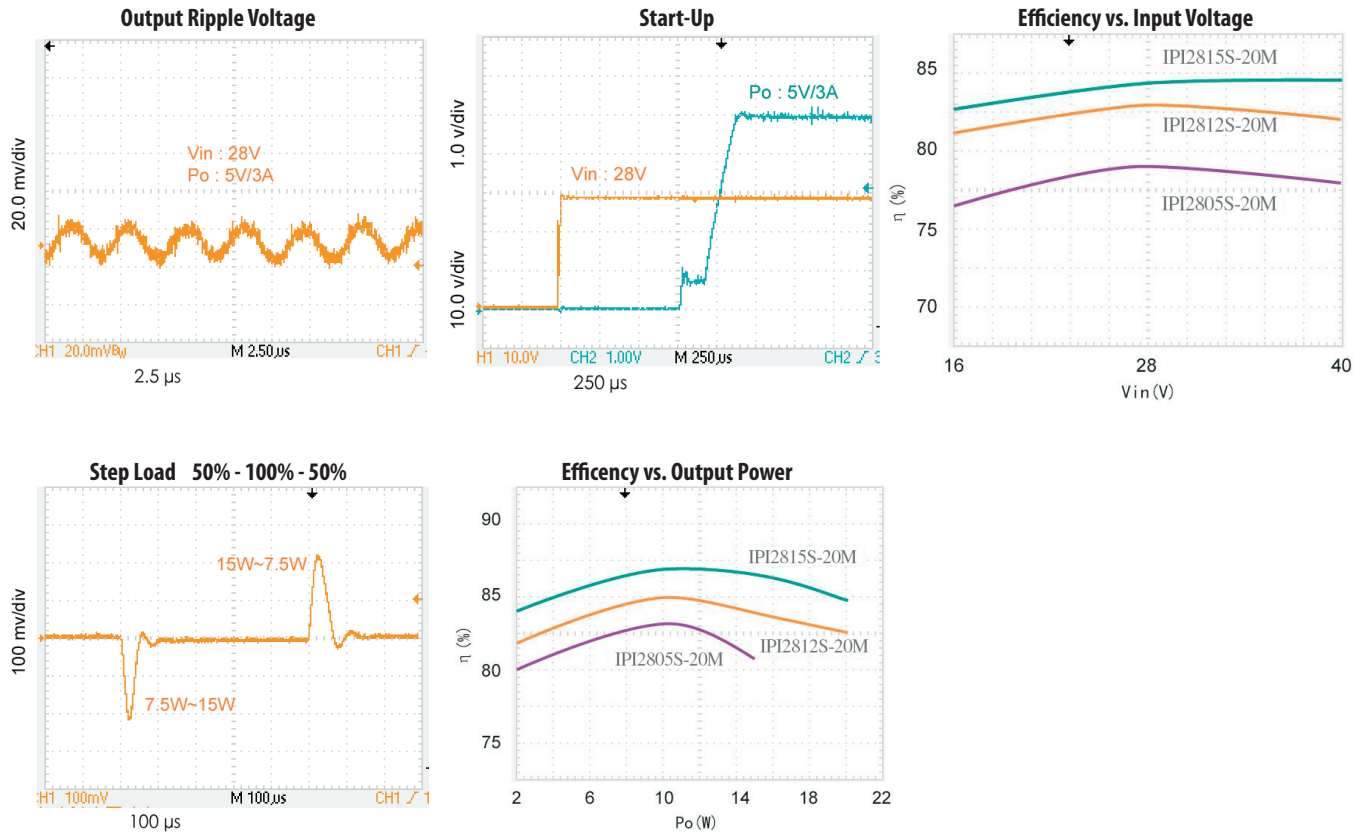 Output Ripple Voltage
20.0 mv/div
Vin : 28V
Po : 5V/3A
CH1 20.0mVBw
M 2.50µs
CH1
2.5 µs
Start-Up
1.0 v/div
10.0 v/div
Po : 5V/3A
Vin : 28V
H1 10.0V
CH2 1.00V
M 250µs
CH2
250 µs
Efficiency vs. Input Voltage
η (%)
85
80
75
70
IPI2815S-20M
IPI2812S-20M
IPI2805S-20M
16
28
40
Vin(V)
Step Load 50% - 100% - 50%
100 mv/div
15W~7.5W
7.5W~15W
H1 100mV
M 100µs
CH1
100 µs
Efficency vs. Output Power
η (%)
90
85
80
75
IPI2815S-20M
IPI2812S-20M
IPI2805S-20M
2
6
10
14
18
22
Po(W)